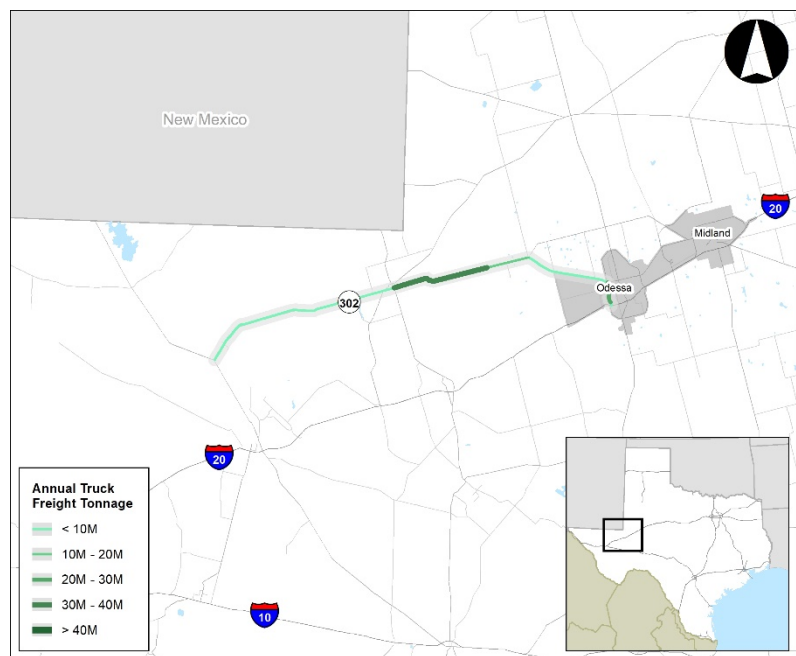 New Mexico
20
Midland
Odessa
302
20
Annual Truck
Freight Tonnage
< 10M
10M - 20M
20M - 30M
30M - 40M
> 40M
10